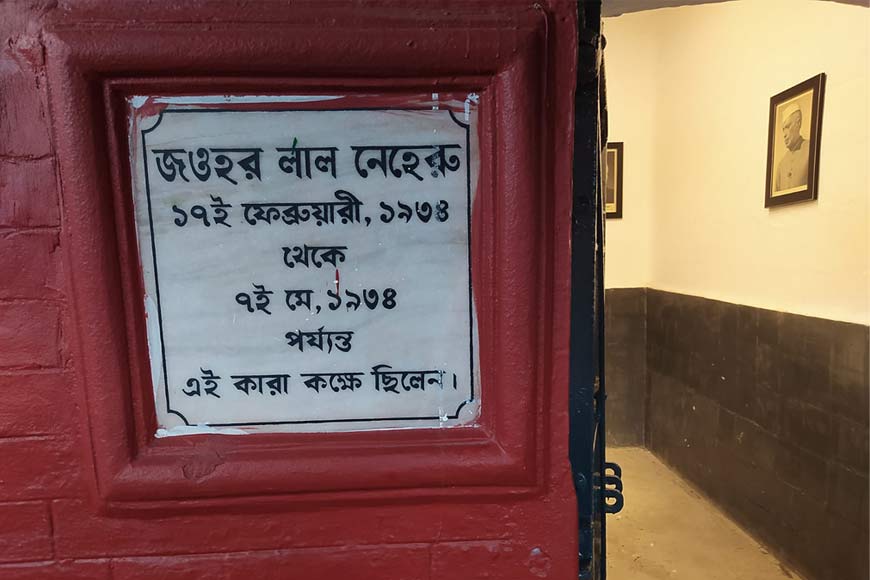 জওহর লাল নেহেরু
১৭ই ফেব্রুয়ারী, ১৯৩৪
থেকে
৭ই মে, ১৯৩৪
পর্য্যন্ত
এই কারা কক্ষে ছিলেন।